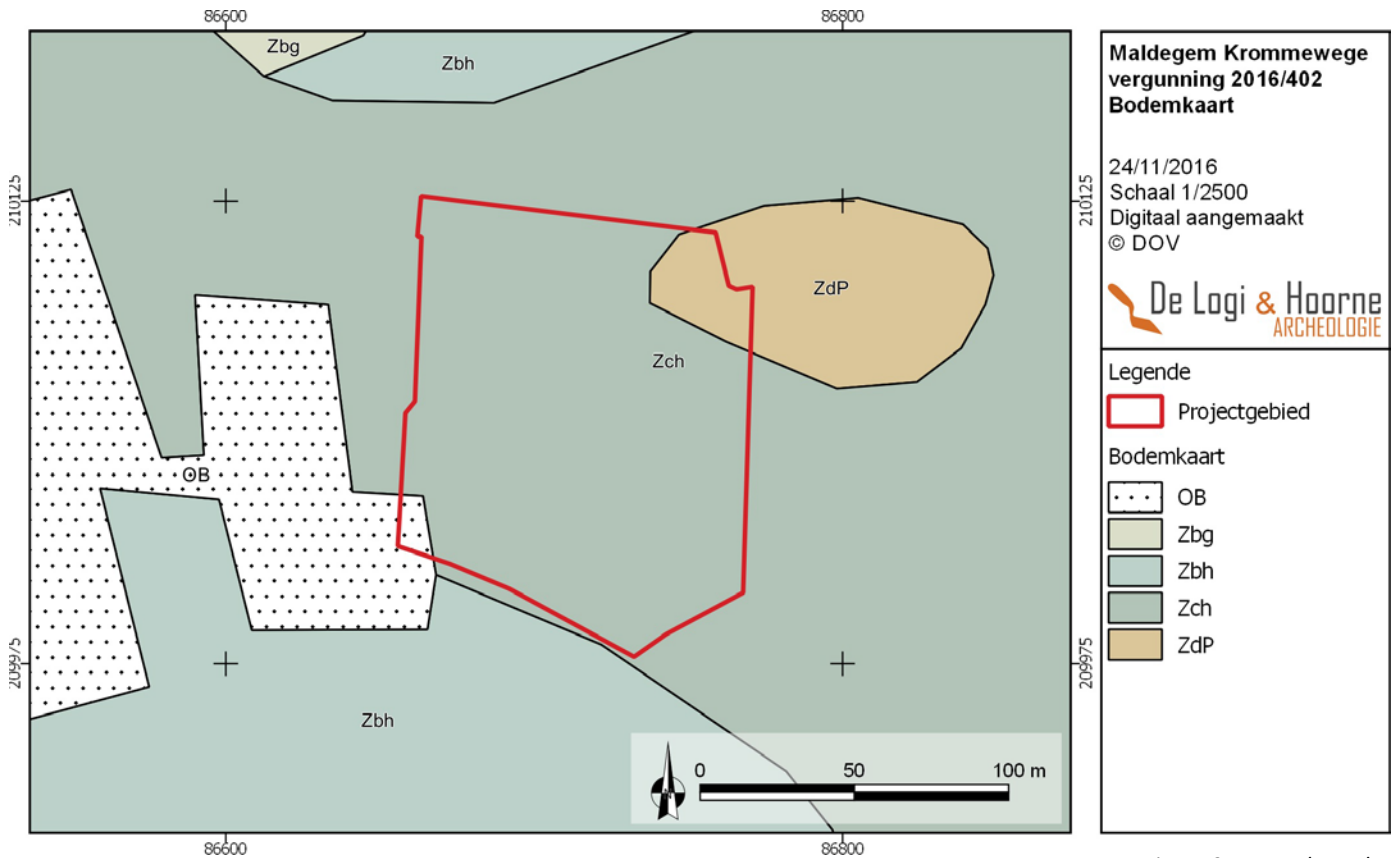 86600
86800
Zbg
Zbh
210125
210125
ZdP
Zch
OB
209975
209975
Zbh
N
0
50
100 m
86600
86800
Maldegem Krommewege
vergunning 2016/402
Bodemkaart
24/11/2016
Schaal 1/2500
Digitaal aangemaakt
© DOV
De Logi & Hoorne
ARCHEOLOGIE
Legende
Projectgebied
Bodemkaart
OB
Zbg
Zbh
Zch
ZdP